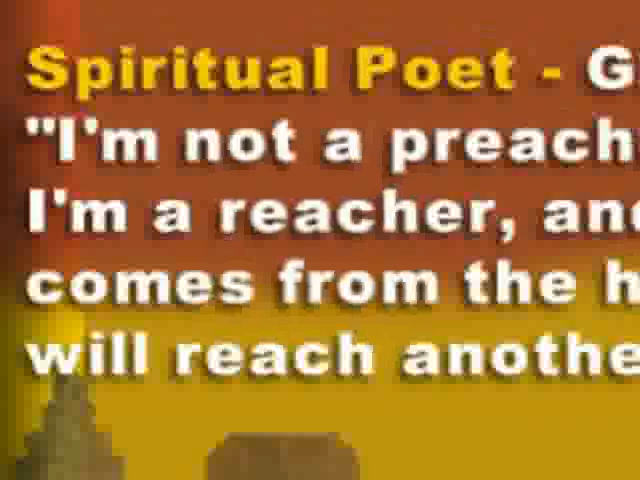 Spiritual Poet - G
"I'm not a preach
I'm a reacher, and
comes from the h
will reach anothe